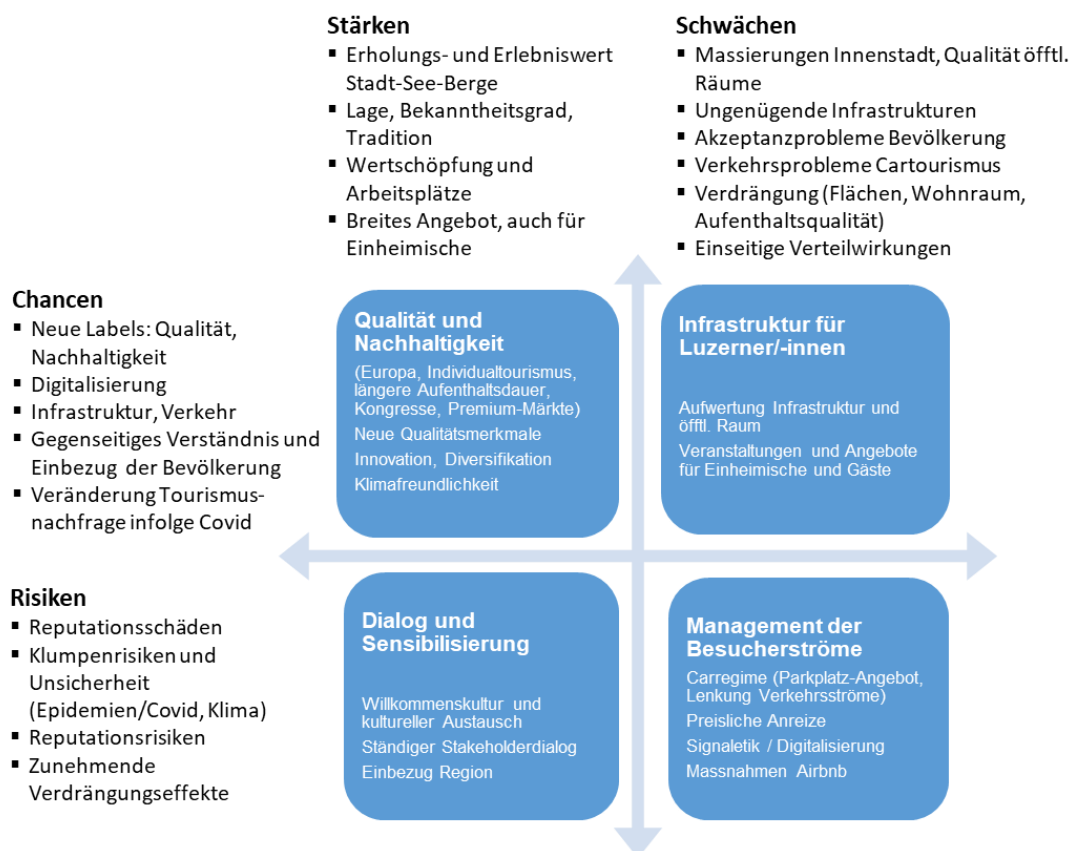 Stärken
▪ Erholungs- und Erlebniswert
Stadt-See-Berge
▪ Lage, Bekanntheitsgrad,
Tradition
▪ Wertschöpfung und
Arbeitsplätze
▪ Breites Angebot, auch für
Einheimische
Schwächen
▪ Massierungen Innenstadt, Qualität öfftl.
Räume
▪ Ungenügende Infrastrukturen
▪ Akzeptanzprobleme Bevölkerung
▪ Verkehrsprobleme Cartourismus
▪ Verdrängung (Flächen, Wohnraum,
Aufenthaltsqualität)
▪ Einseitige Verteilwirkungen
Chancen
▪ Neue Labels: Qualität,
Nachhaltigkeit
▪ Digitalisierung
▪ Infrastruktur, Verkehr
▪ Gegenseitiges Verständnis und
Einbezug der Bevölkerung
▪ Veränderung Tourismus-
nachfrage infolge Covid
Qualität und
Nachhaltigkeit
(Europa, Individualtourismus,
längere Aufenthaltsdauer,
Kongresse, Premium-Märkte)
Neue Qualitätsmerkmale
Innovation, Diversifikation
Klimafreundlichkeit
Infrastruktur für
Luzerner/-innen
Aufwertung Infrastruktur und
öfftl. Raum
Veranstaltungen und Angebote
für Einheimische und Gäste
Risiken
▪ Reputationsschäden
▪ Klumpenrisiken und
Unsicherheit
(Epidemien/Covid, Klima)
▪ Reputationsrisiken
▪ Zunehmende
Verdrängungseffekte
Dialog und
Sensibilisierung
Willkommenskultur und
kultureller Austausch
Ständiger Stakeholderdialog
Einbezug Region
Management der
Besucherströme
Carregime (Parkplatz-Angebot,
Lenkung Verkehrsströme)
Preisliche Anreize
Signaletik / Digitalisierung
Massnahmen Airbnb